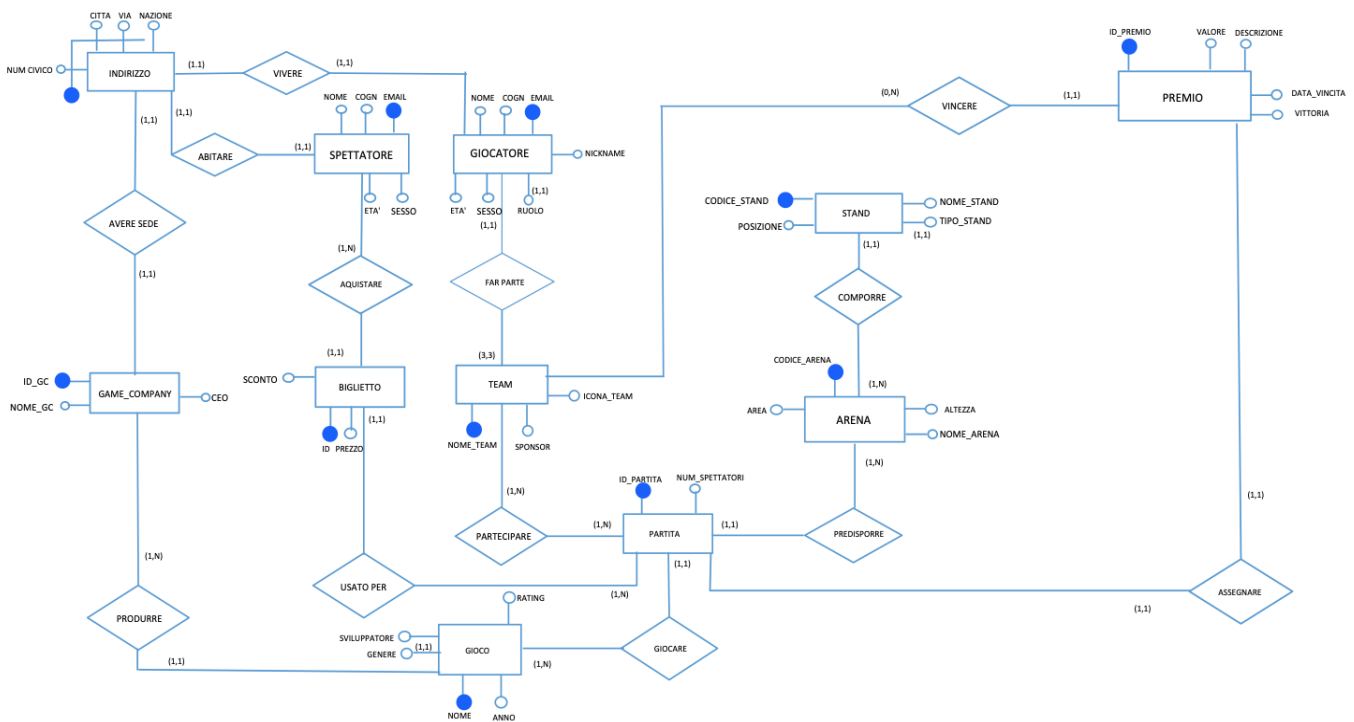 CITTA VIA NAZIONE
NUM CIVICO
INDIRIZZO
(1.1)
VIVERE
(1,1)
(1,1)
(1,1)
ABITARE
(1,1)
NOME COGN EMAIL
SPETTATORE
ETA' SESSO
NOME COGN EMAIL
GIOCATORE
NICKNAME
ETA' SESSO RUOLO
(1,1)
(1,1)
(0,N)
VINCERE
(1,1)
ID_PREMIO
VALORE
DESCRIZIONE
PREMIO
DATA_VINCITA
VITTORIA
CODICE_STAND
POSIZIONE
STAND
NOME_STAND
TIPO_STAND
(1,1)
(1,1)
AVERE SEDE
(1,1)
(1,N)
AQUISTARE
(1,1)
FAR PARTE
(3,3)
COMPORRE
(1,N)
ID_GC
NOME_GC
GAME_COMPANY
CEO
SCONTO
BIGLIETTO
(1,1)
ID PREZZO
TEAM
ICONA_TEAM
NOME_TEAM
SPONSOR
CODICE_ARENA
AREA
ARENA
ALTEZZA
NOME_ARENA
(1,N)
(1,N)
PARTECIPARE
(1,N)
ID_PARTITA
NUM_SPETTATORI
PARTITA
(1,1)
PREDISPORRE
(1,1)
(1,1)
ASSEGNARE
(1,1)
(1,N)
PRODURRE
(1,1)
USATO PER
(1,N)
RATING
SVILUPPATORE
GENERE
(1,1)
GIOCO
(1,N)
GIOCARE
NOME
ANNO